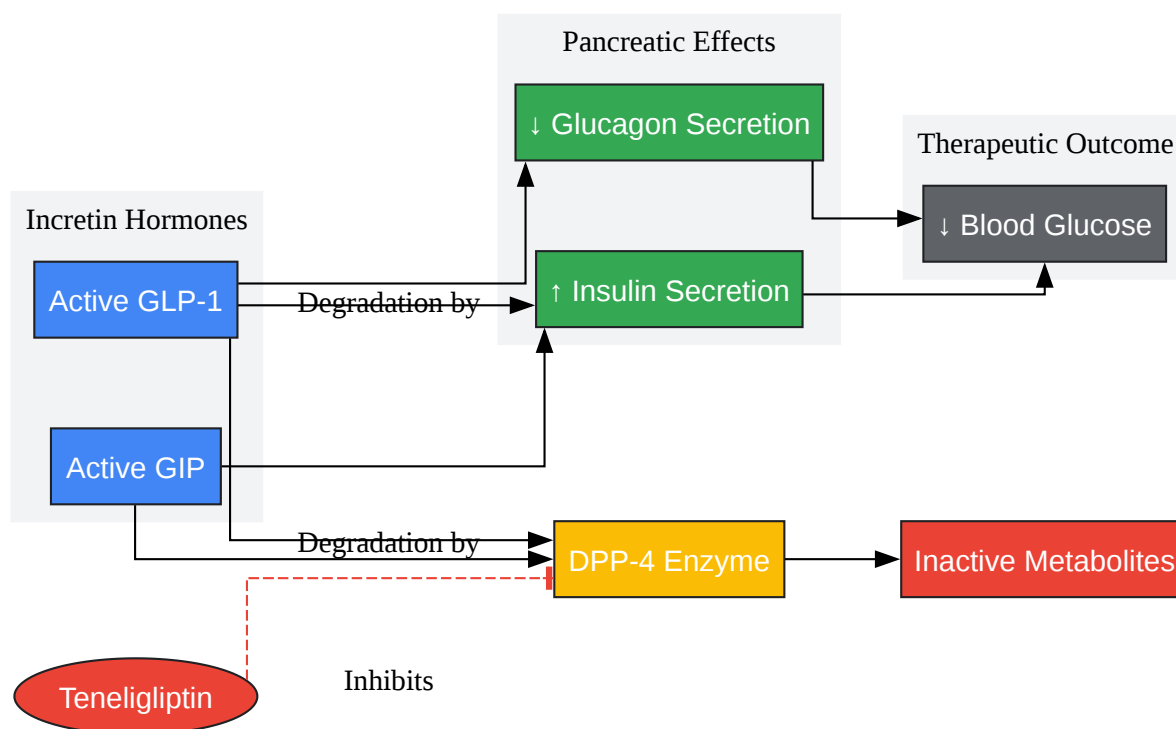 Pancreatic Effects
↓ Glucagon Secretion
Therapeutic Outcome
Incretin Hormones
↓ Blood Glucose
Active GLP-1
Degradation by
↑ Insulin Secretion
Active GIP
Degradation by
DPP-4 Enzyme
Inactive Metabolites
Inhibits
Teneligliptin